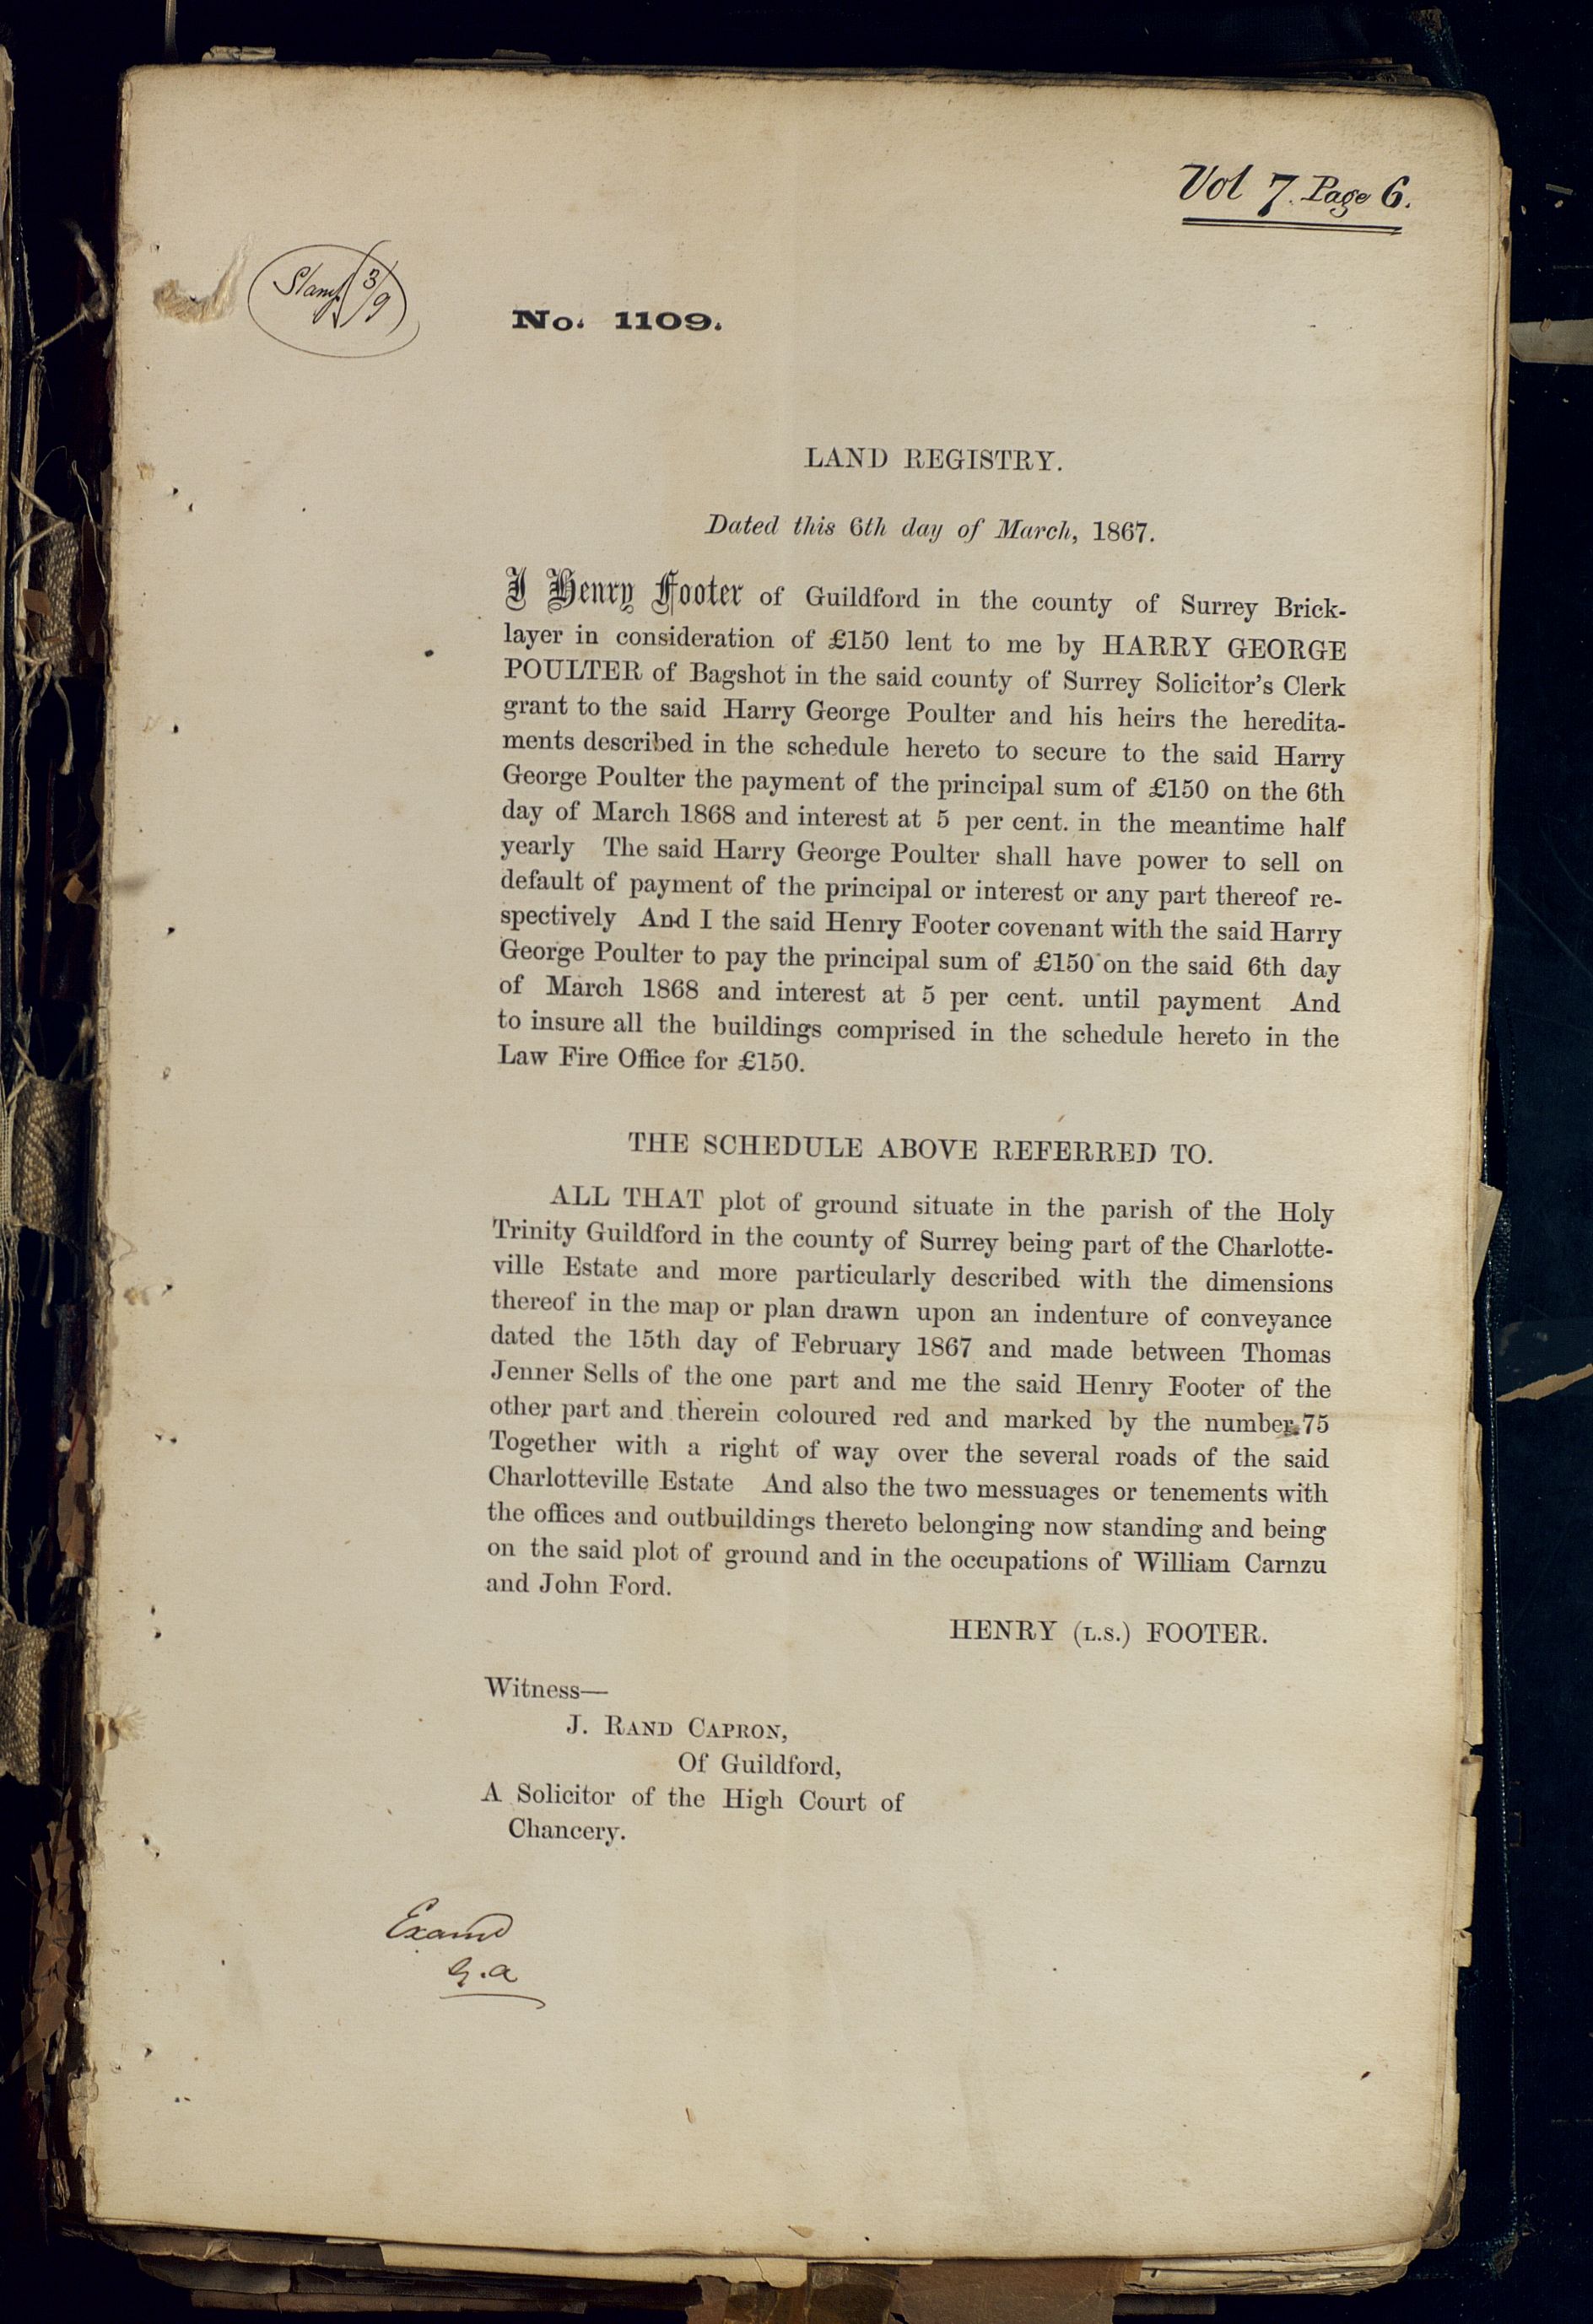 Vol 7. Page 6.
Stamp 3/9
No. 1109.
LAND REGISTRY.
Dated this 6th day of March, 1867.
I Henry Footer of Guildford in the county of Surrey Brick-
layer in consideration of £150 lent to me by HARRY GEORGE
POULTER of Bagshot in the said county of Surrey Solicitor's Clerk
grant to the said Harry George Poulter and his heirs the heredita-
ments described in the schedule hereto to secure to the said Harry
George Poulter the payment of the principal sum of £150 on the 6th
day of March 1868 and interest at 5 per cent. in the meantime half
yearly The said Harry George Poulter shall have power to sell on
default of payment of the principal or interest or any part thereof re-
spectively And I the said Henry Footer covenant with the said Harry
George Poulter to pay the principal sum of £150 on the said 6th day
of March 1868 and interest at 5 per cent. until payment And
to insure all the buildings comprised in the schedule hereto in the
Law Fire Office for £150.
THE SCHEDULE ABOVE REFERRED TO.
ALL THAT plot of ground situate in the parish of the Holy
Trinity Guildford in the county of Surrey being part of the Charlotte-
ville Estate and more particularly described with the dimensions
thereof in the map or plan drawn upon an indenture of conveyance
dated the 15th day of February 1867 and made between Thomas
Jenner Sells of the one part and me the said Henry Footer of the
other part and therein coloured red and marked by the number 75
Together with a right of way over the several roads of the said
Charlotteville Estate And also the two messuages or tenements with
the offices and outbuildings thereto belonging now standing and being
on the said plot of ground and in the occupations of William Carnzu
and John Ford.
HENRY (L.S.) FOOTER.
Witness—
J. RAND CAPRON,
Of Guildford,
A Solicitor of the High Court of
Chancery.
Examd
G.a